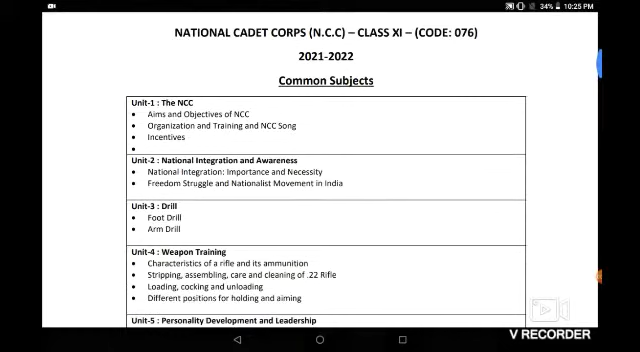 34% 10:25 PM
NATIONAL CADET CORPS (N.C.C) – CLASS XI – (CODE: 076)
2021-2022
Common Subjects
Unit-1 : The NCC
• Aims and Objectives of NCC
• Organization and Training and NCC Song
• Incentives
•
Unit-2 : National Integration and Awareness
• National Integration: Importance and Necessity
• Freedom Struggle and Nationalist Movement in India
Unit-3 : Drill
• Foot Drill
• Arm Drill
Unit-4 : Weapon Training
• Characteristics of a rifle and its ammunition
• Stripping, assembling, care and cleaning of .22 Rifle
• Loading, cocking and unloading
• Different positions for holding and aiming
Unit-5 : Personality Development and Leadership
V RECORDER